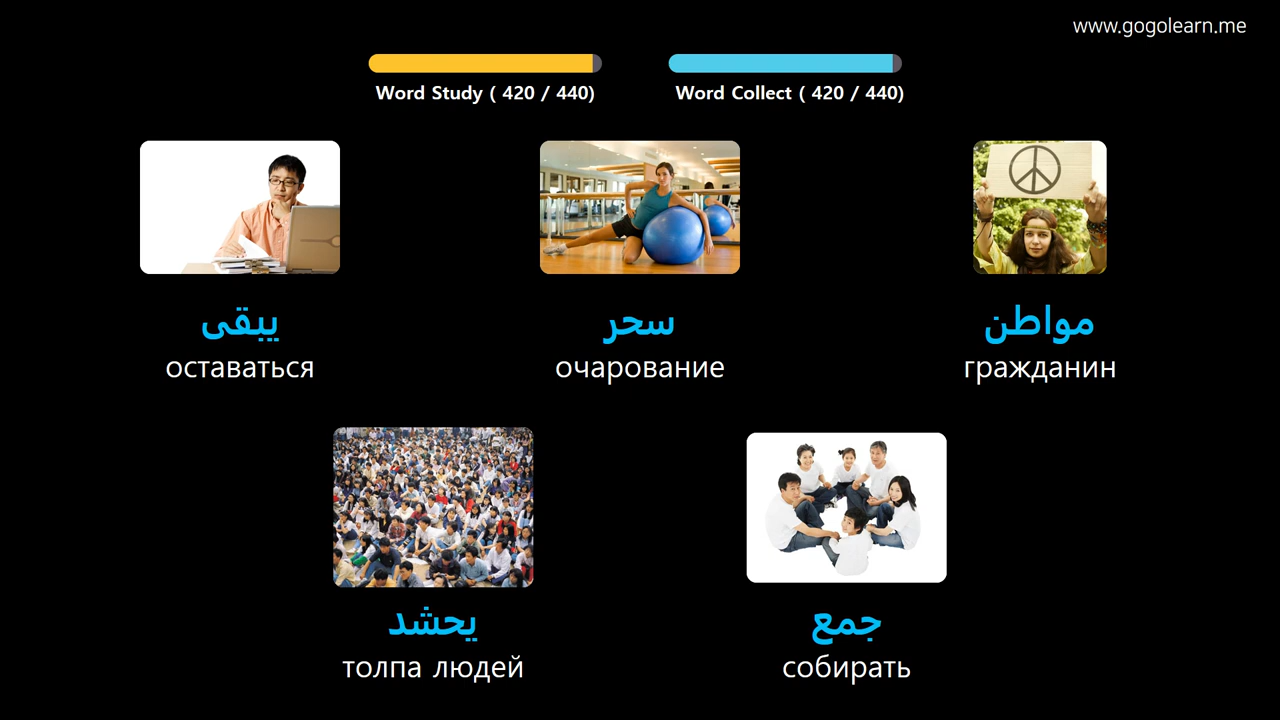 www.gogolearn.me
Word Study ( 420 / 440)
Word Collect ( 420 / 440)
يبقى
оставаться
سحر
очарование
مواطن
гражданин
يحشد
толпа людей
جمع
собирать